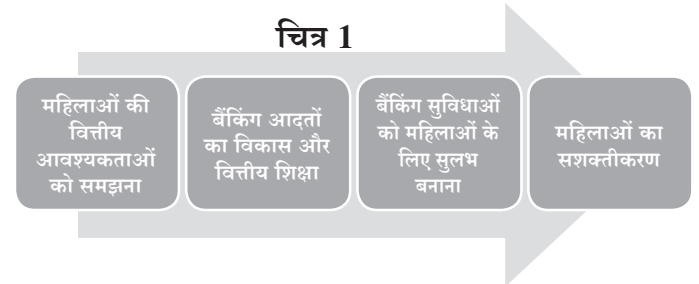 चित्र 1
महिलाओं की
वित्तीय
आवश्यकताओं
को समझना
बैंकिंग आदतों
का विकास और
वित्तीय शिक्षा
बैंकिंग सुविधाओं
को महिलाओं के
लिए सुलभ
बनाना
महिलाओं का
सशक्तीकरण